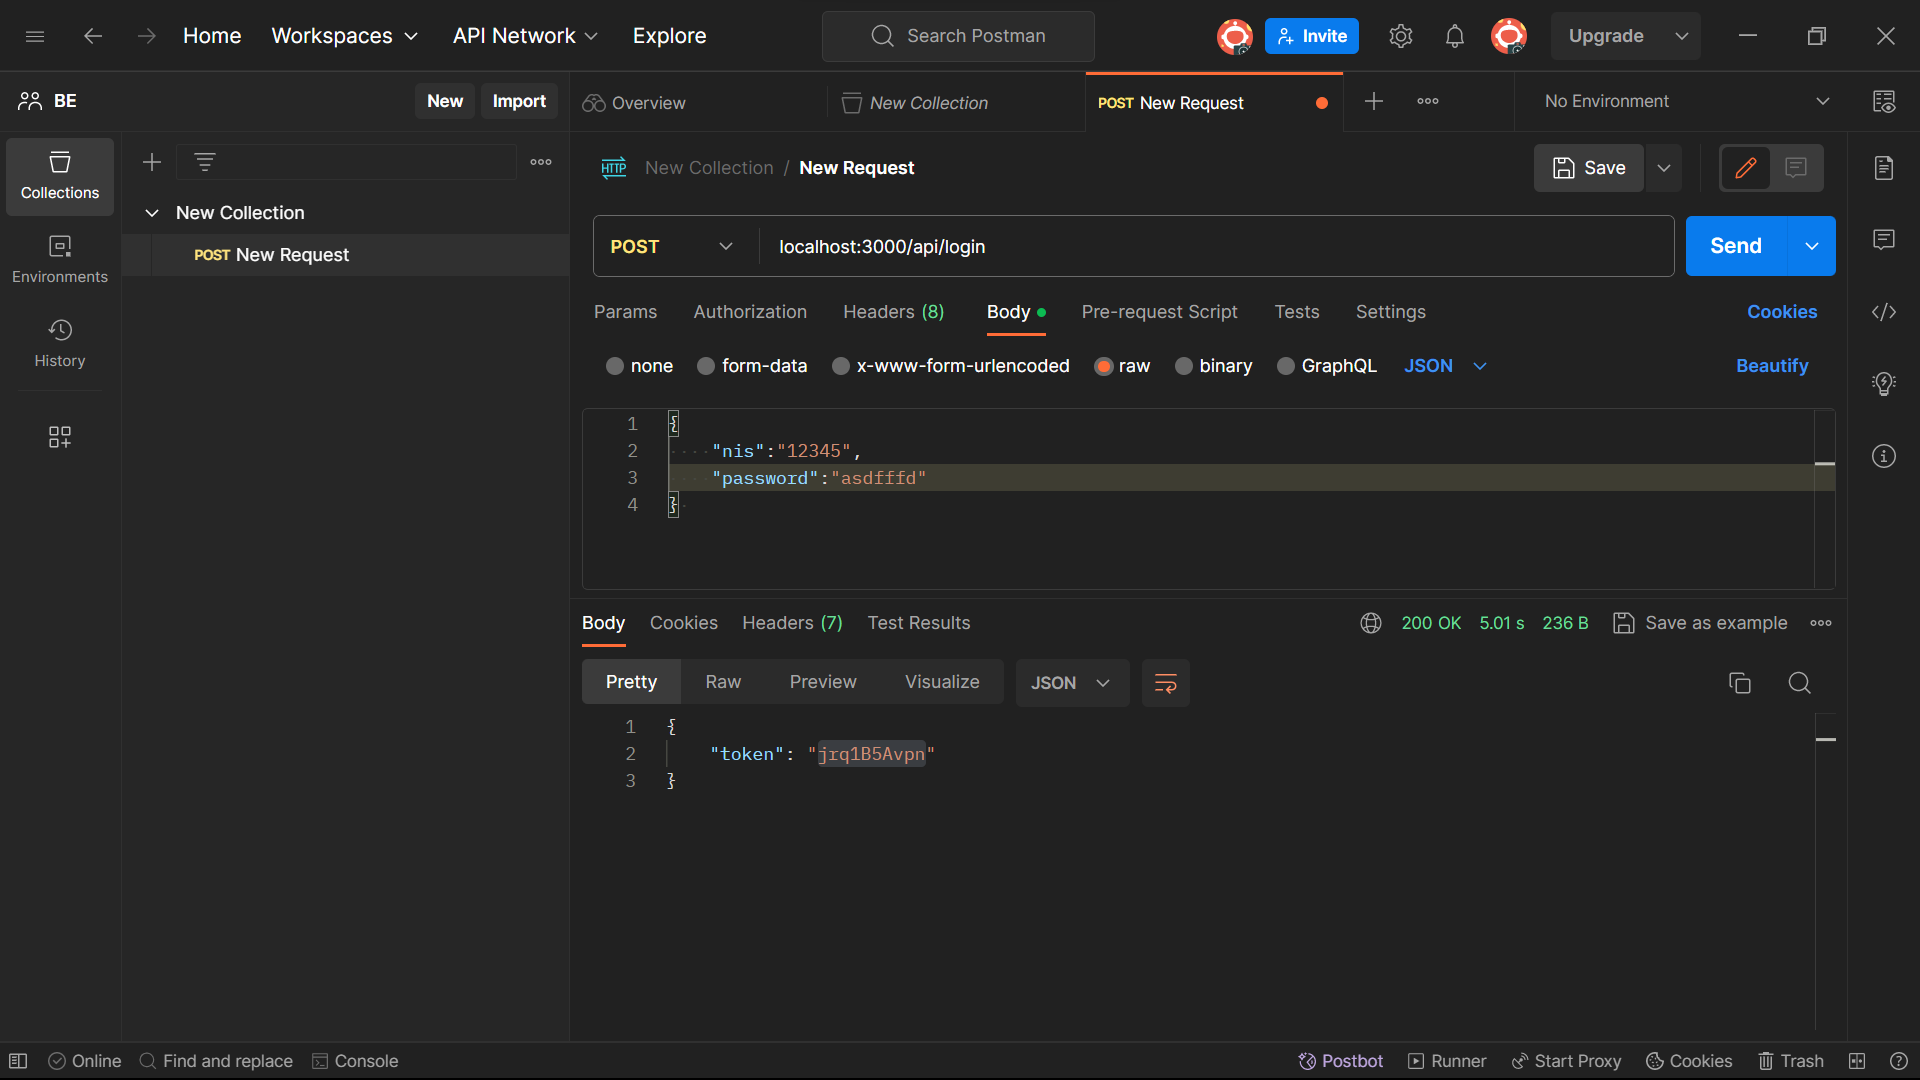 Home Workspaces API Network Explore Search Postman Invite Upgrade
BE New Import Overview New Collection POST New Request No Environment
Collections
New Collection / New Request Save
New Collection
POST New Request
Environments
History
POST localhost:3000/api/login Send
Params Authorization Headers (8) Body Pre-request Script Tests Settings Cookies
none form-data x-www-form-urlencoded raw binary GraphQL JSON Beautify
1 {
2 "nis":"12345",
3 "password":"asdfffd"
4 }
Body Cookies Headers (7) Test Results 200 OK 5.01 s 236 B Save as example
Pretty Raw Preview Visualize JSON
1 {
2 "token": "jrq1B5Avpn"
3 }
Online Find and replace Console Postbot Runner Start Proxy Cookies Trash